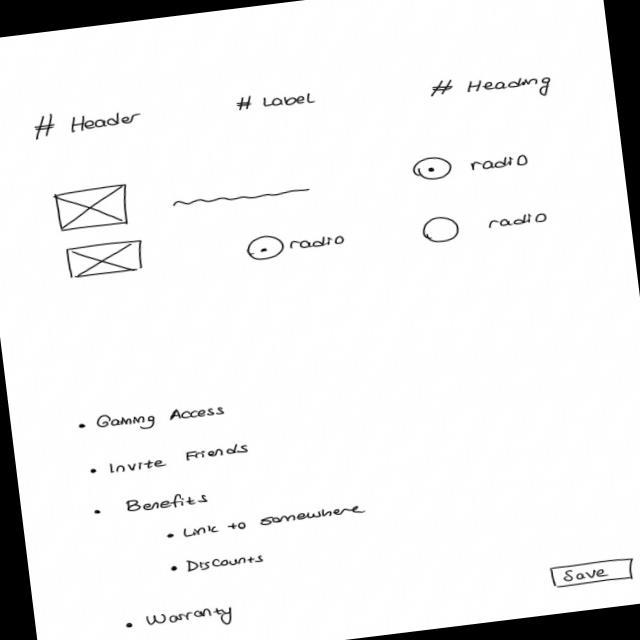 # Header
# Label
# Heading
radio
radio
radio
• Gaming Access
• Invite Friends
• Benefits
• Link to somewhere
• Discounts
• Warranty
Save